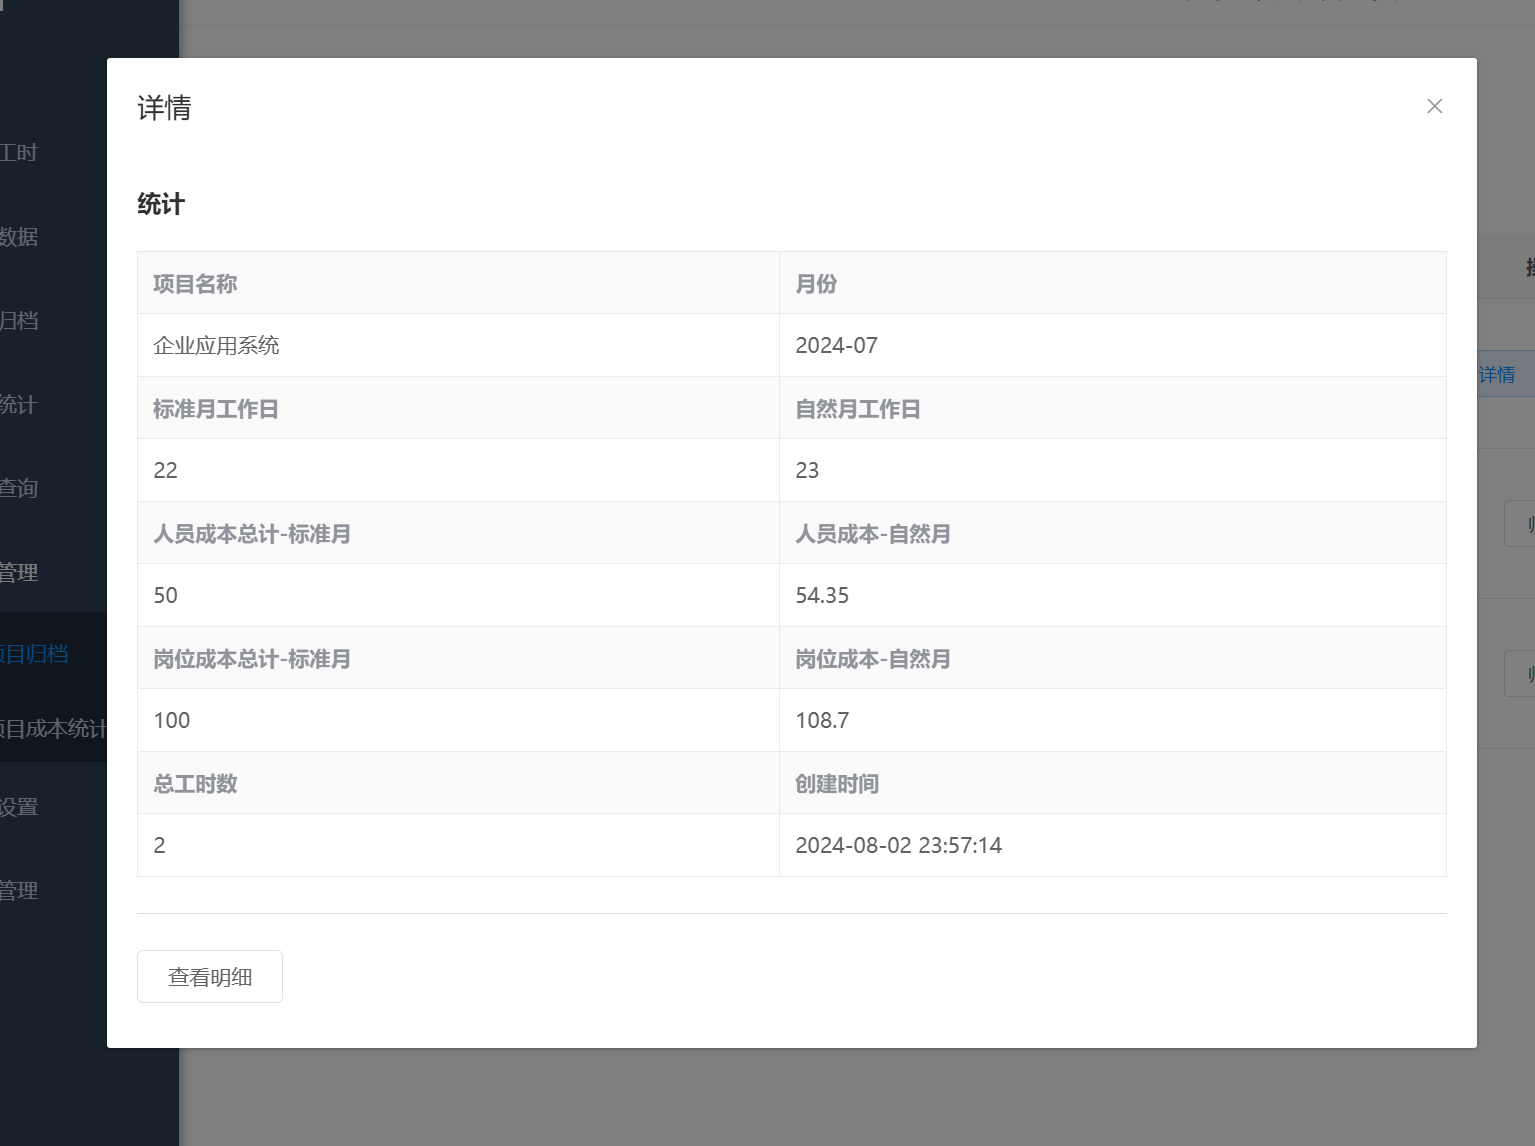 详情
统计
项目名称 月份
企业应用系统 2024-07
标准月工作日 自然月工作日
22 23
人员成本总计-标准月 人员成本-自然月
50 54.35
岗位成本总计-标准月 岗位成本-自然月
100 108.7
总工时数 创建时间
2 2024-08-02 23:57:14
查看明细
工时
数据
归档
统计
查询
管理
项目归档
项目成本统计
设置
管理
详情